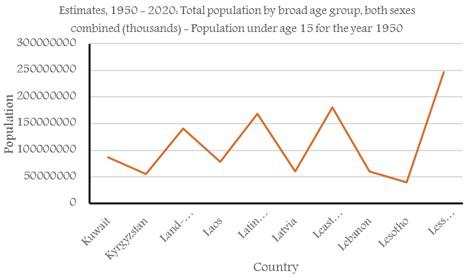 Estimates, 1950 - 2020: Total population by broad age group, both sexes
combined (thousands) - Population under age 15 for the year 1950
300000000
250000000
200000000
150000000
100000000
50000000
0
Population
Kuwait
Kyrgyzstan
Land-...
Laos
Latin...
Latvia
Least...
Lebanon
Lesotho
Less...
Country